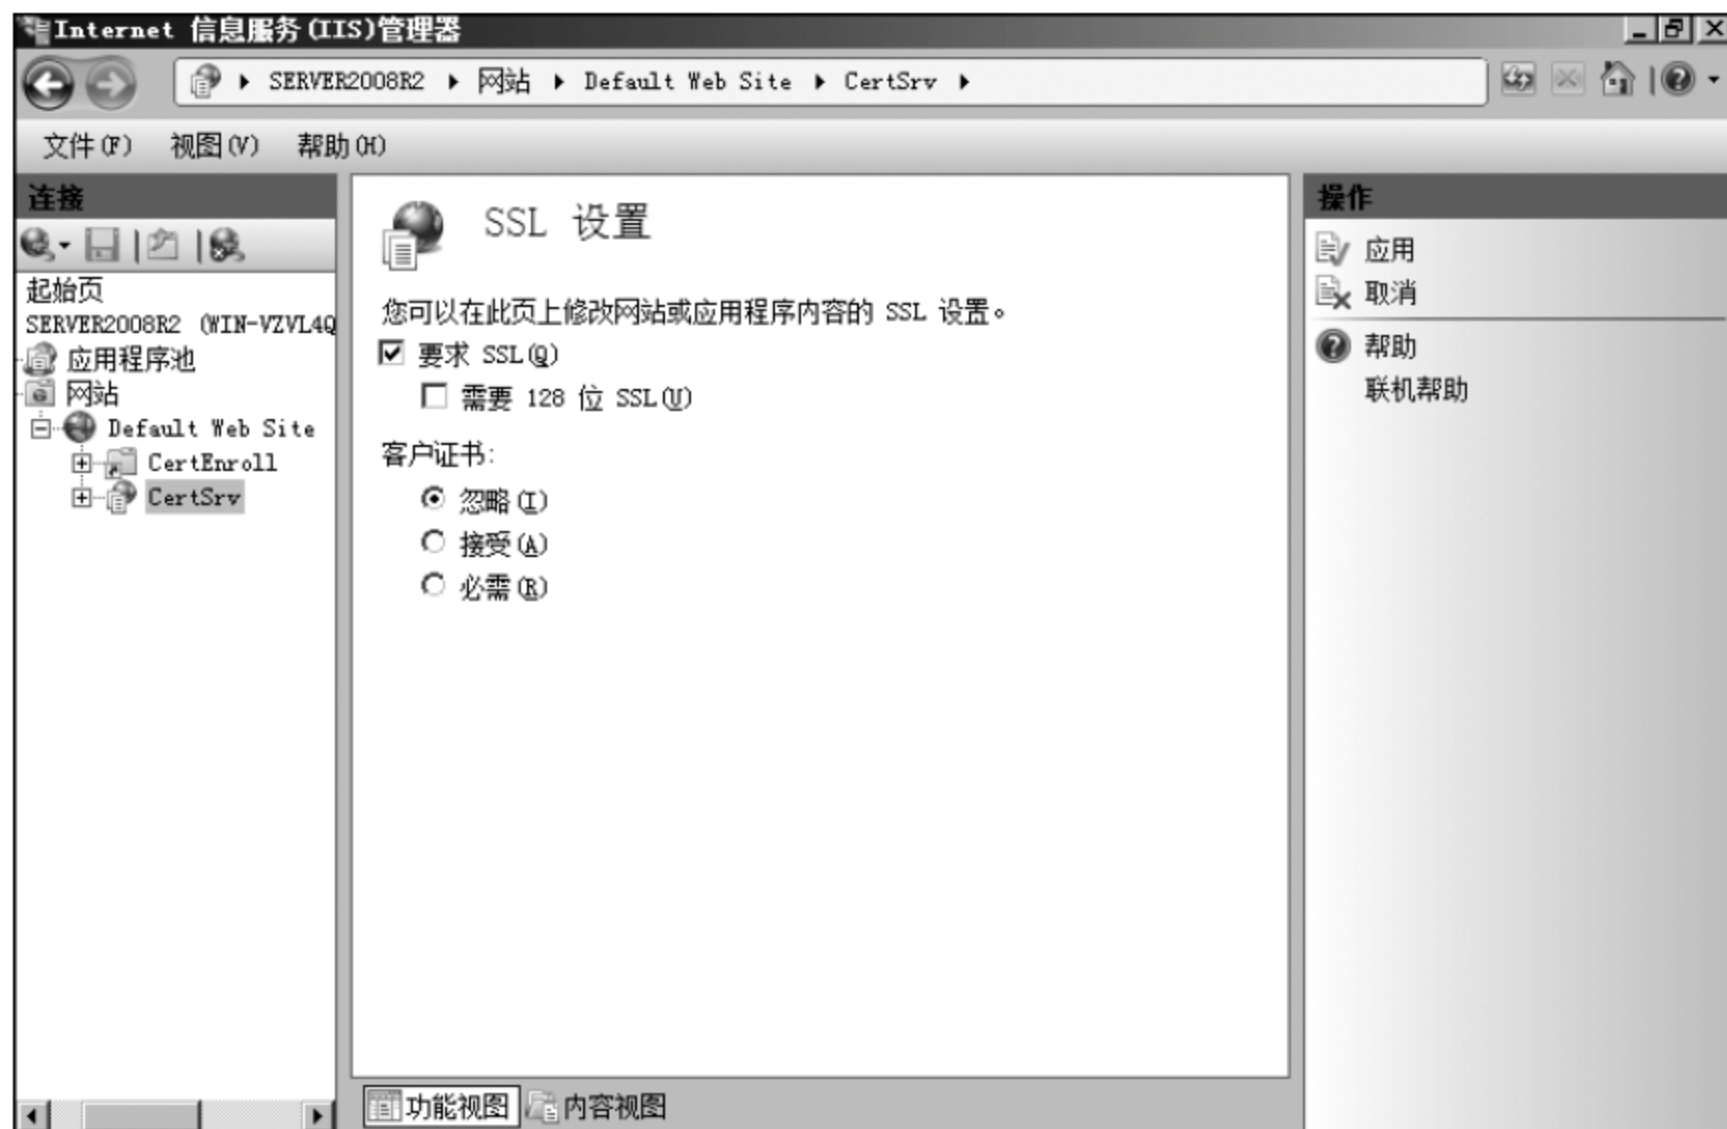 Internet 信息服务(IIS)管理器
SERVER2008R2 网站 Default Web Site CertSrv
文件(F) 视图(V) 帮助(H)
连接
起始页
SERVER2008R2 (WIN-VZVL4Q
应用程序池
网站
Default Web Site
CertEnroll
CertSrv
SSL 设置
您可以在此页上修改网站或应用程序内容的 SSL 设置。
要求 SSL(Q)
需要 128 位 SSL(U)
客户证书:
忽略(I)
接受(A)
必需(R)
功能视图 内容视图
操作
应用
取消
帮助
联机帮助